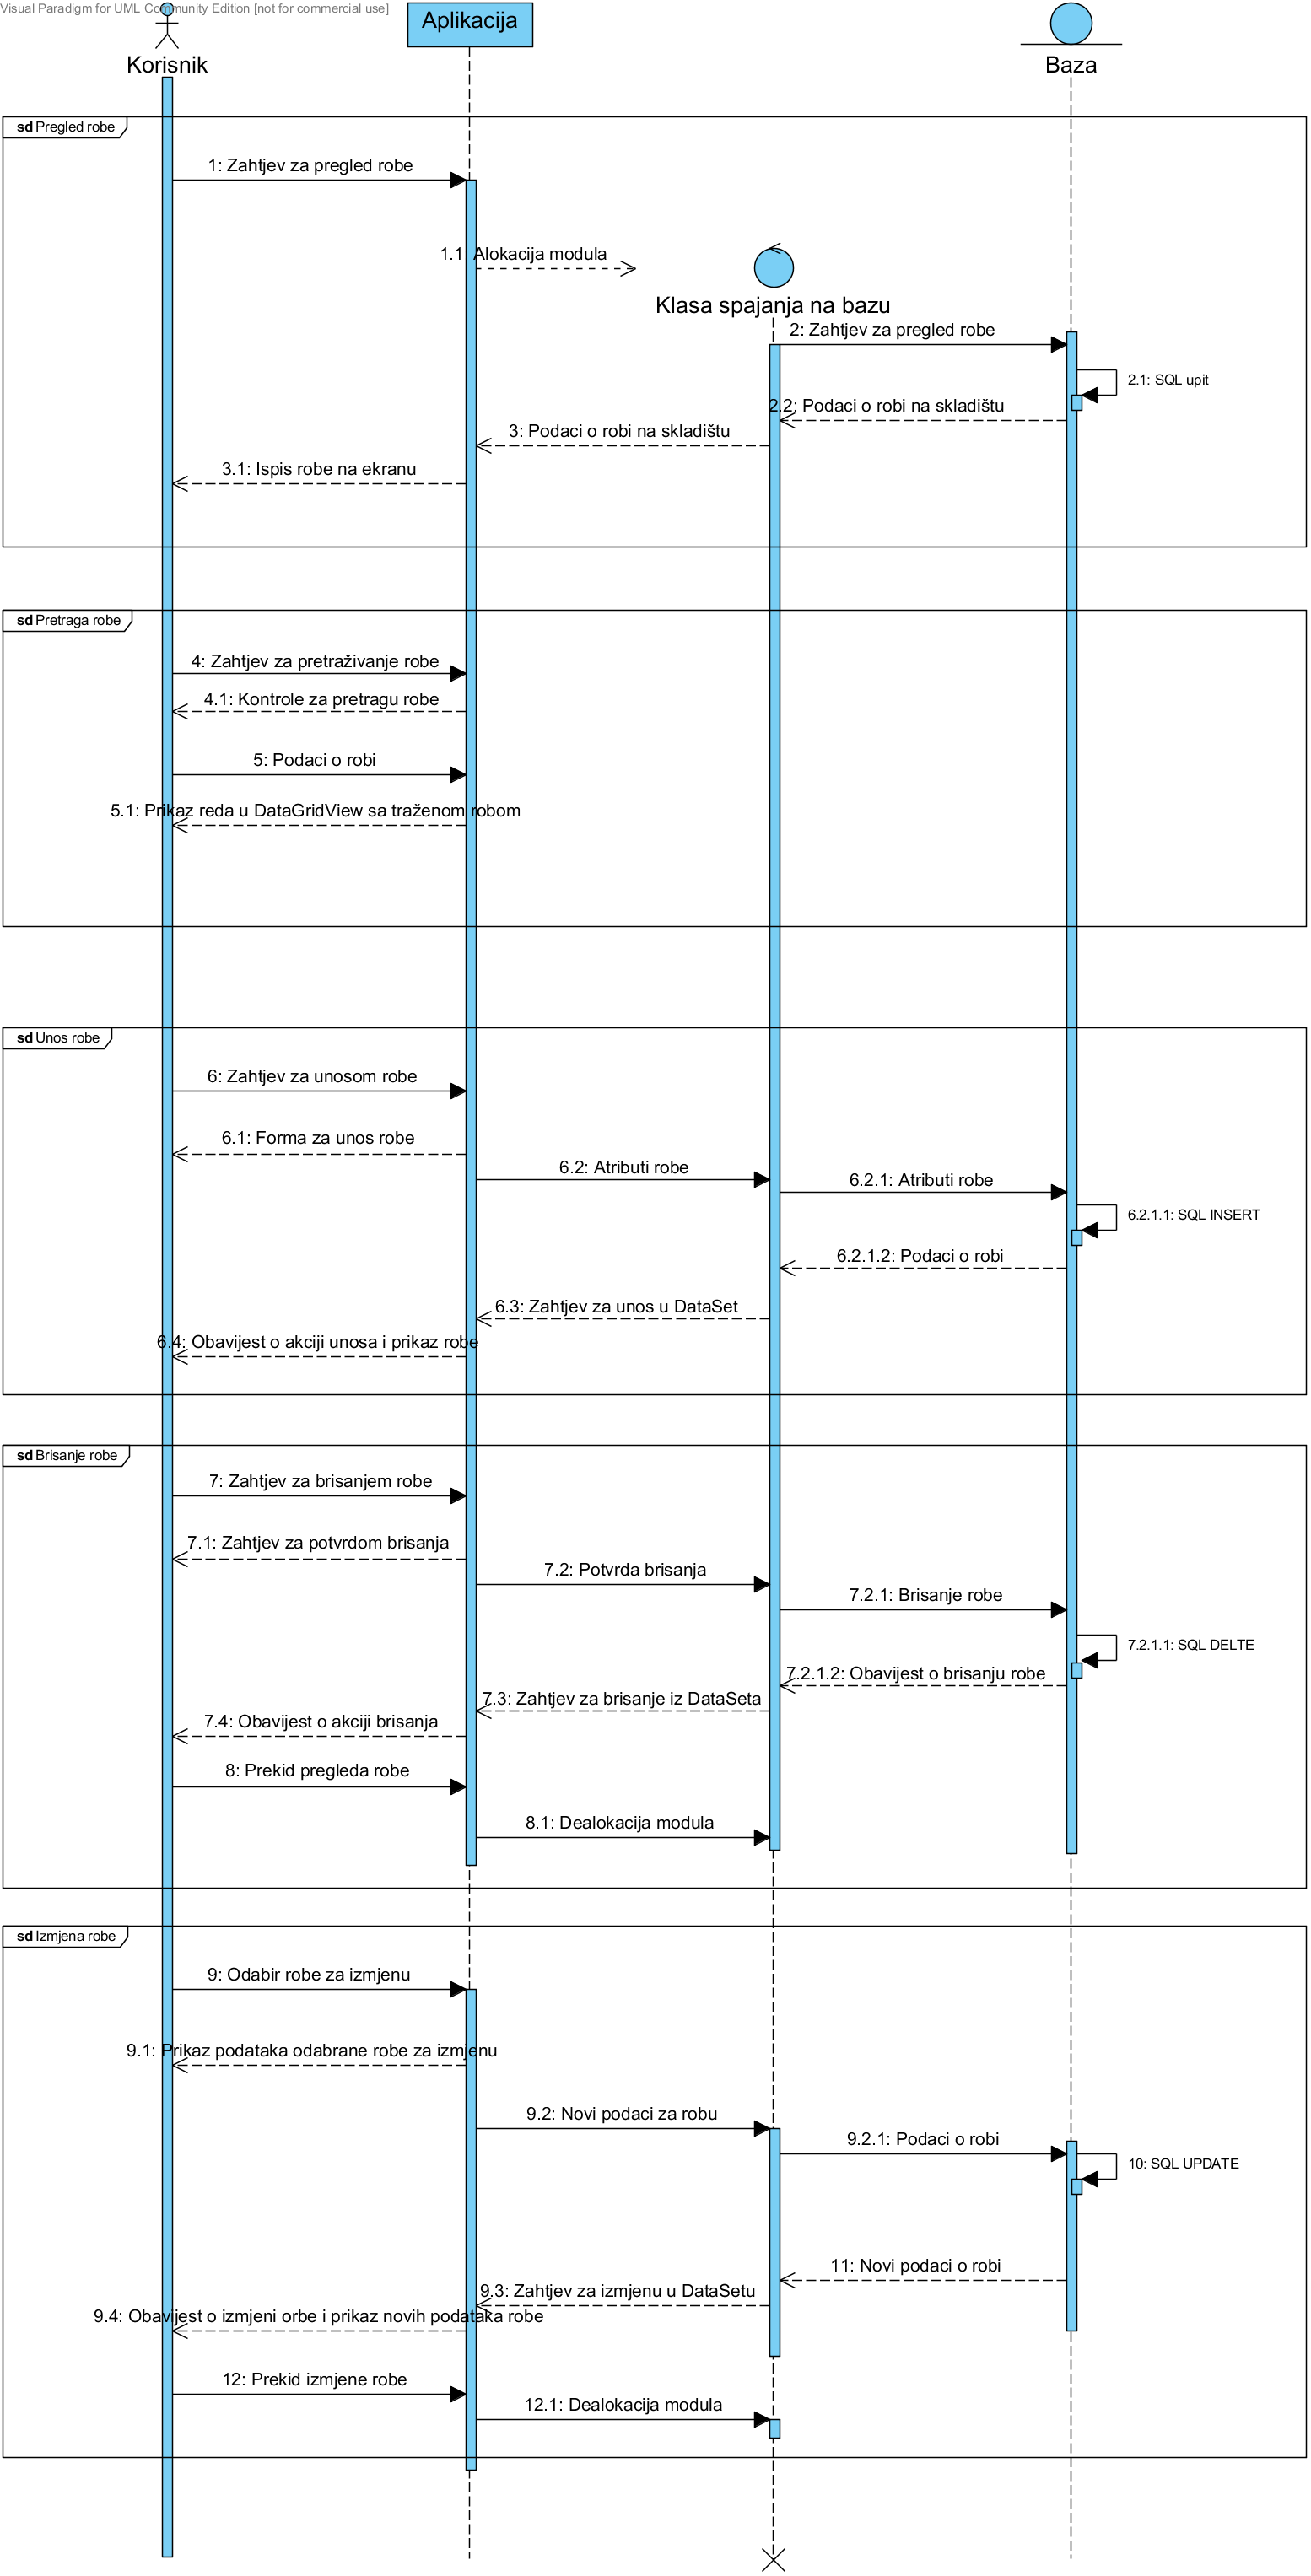 Visual Paradigm for UML Community Edition [not for commercial use]
Aplikacija
Korisnik
Baza
sd Pregled robe
1: Zahtjev za pregled robe
1.1: Alokacija modula
Klasa spajanja na bazu
2: Zahtjev za pregled robe
2.1: SQL upit
2.2: Podaci o robi na skladištu
3: Podaci o robi na skladištu
3.1: Ispis robe na ekranu
sd Pretraga robe
4: Zahtjev za pretraživanje robe
4.1: Kontrole za pretragu robe
5: Podaci o robi
5.1: Prikaz reda u DataGridView sa traženom robom
sd Unos robe
6: Zahtjev za unosom robe
6.1: Forma za unos robe
6.2: Atributi robe
6.2.1: Atributi robe
6.2.1.1: SQL INSERT
6.2.1.2: Podaci o robi
6.3: Zahtjev za unos u DataSet
6.4: Obavijest o akciji unosa i prikaz robe
sd Brisanje robe
7: Zahtjev za brisanjem robe
7.1: Zahtjev za potvrdom brisanja
7.2: Potvrda brisanja
7.2.1: Brisanje robe
7.2.1.1: SQL DELTE
7.2.1.2: Obavijest o brisanju robe
7.3: Zahtjev za brisanje iz DataSeta
7.4: Obavijest o akciji brisanja
8: Prekid pregleda robe
8.1: Dealokacija modula
sd Izmjena robe
9: Odabir robe za izmjenu
9.1: Prikaz podataka odabrane robe za izmjenu
9.2: Novi podaci za robu
9.2.1: Podaci o robi
10: SQL UPDATE
11: Novi podaci o robi
9.3: Zahtjev za izmjenu u DataSetu
9.4: Obavijest o izmjeni orbe i prikaz novih podataka robe
12: Prekid izmjene robe
12.1: Dealokacija modula